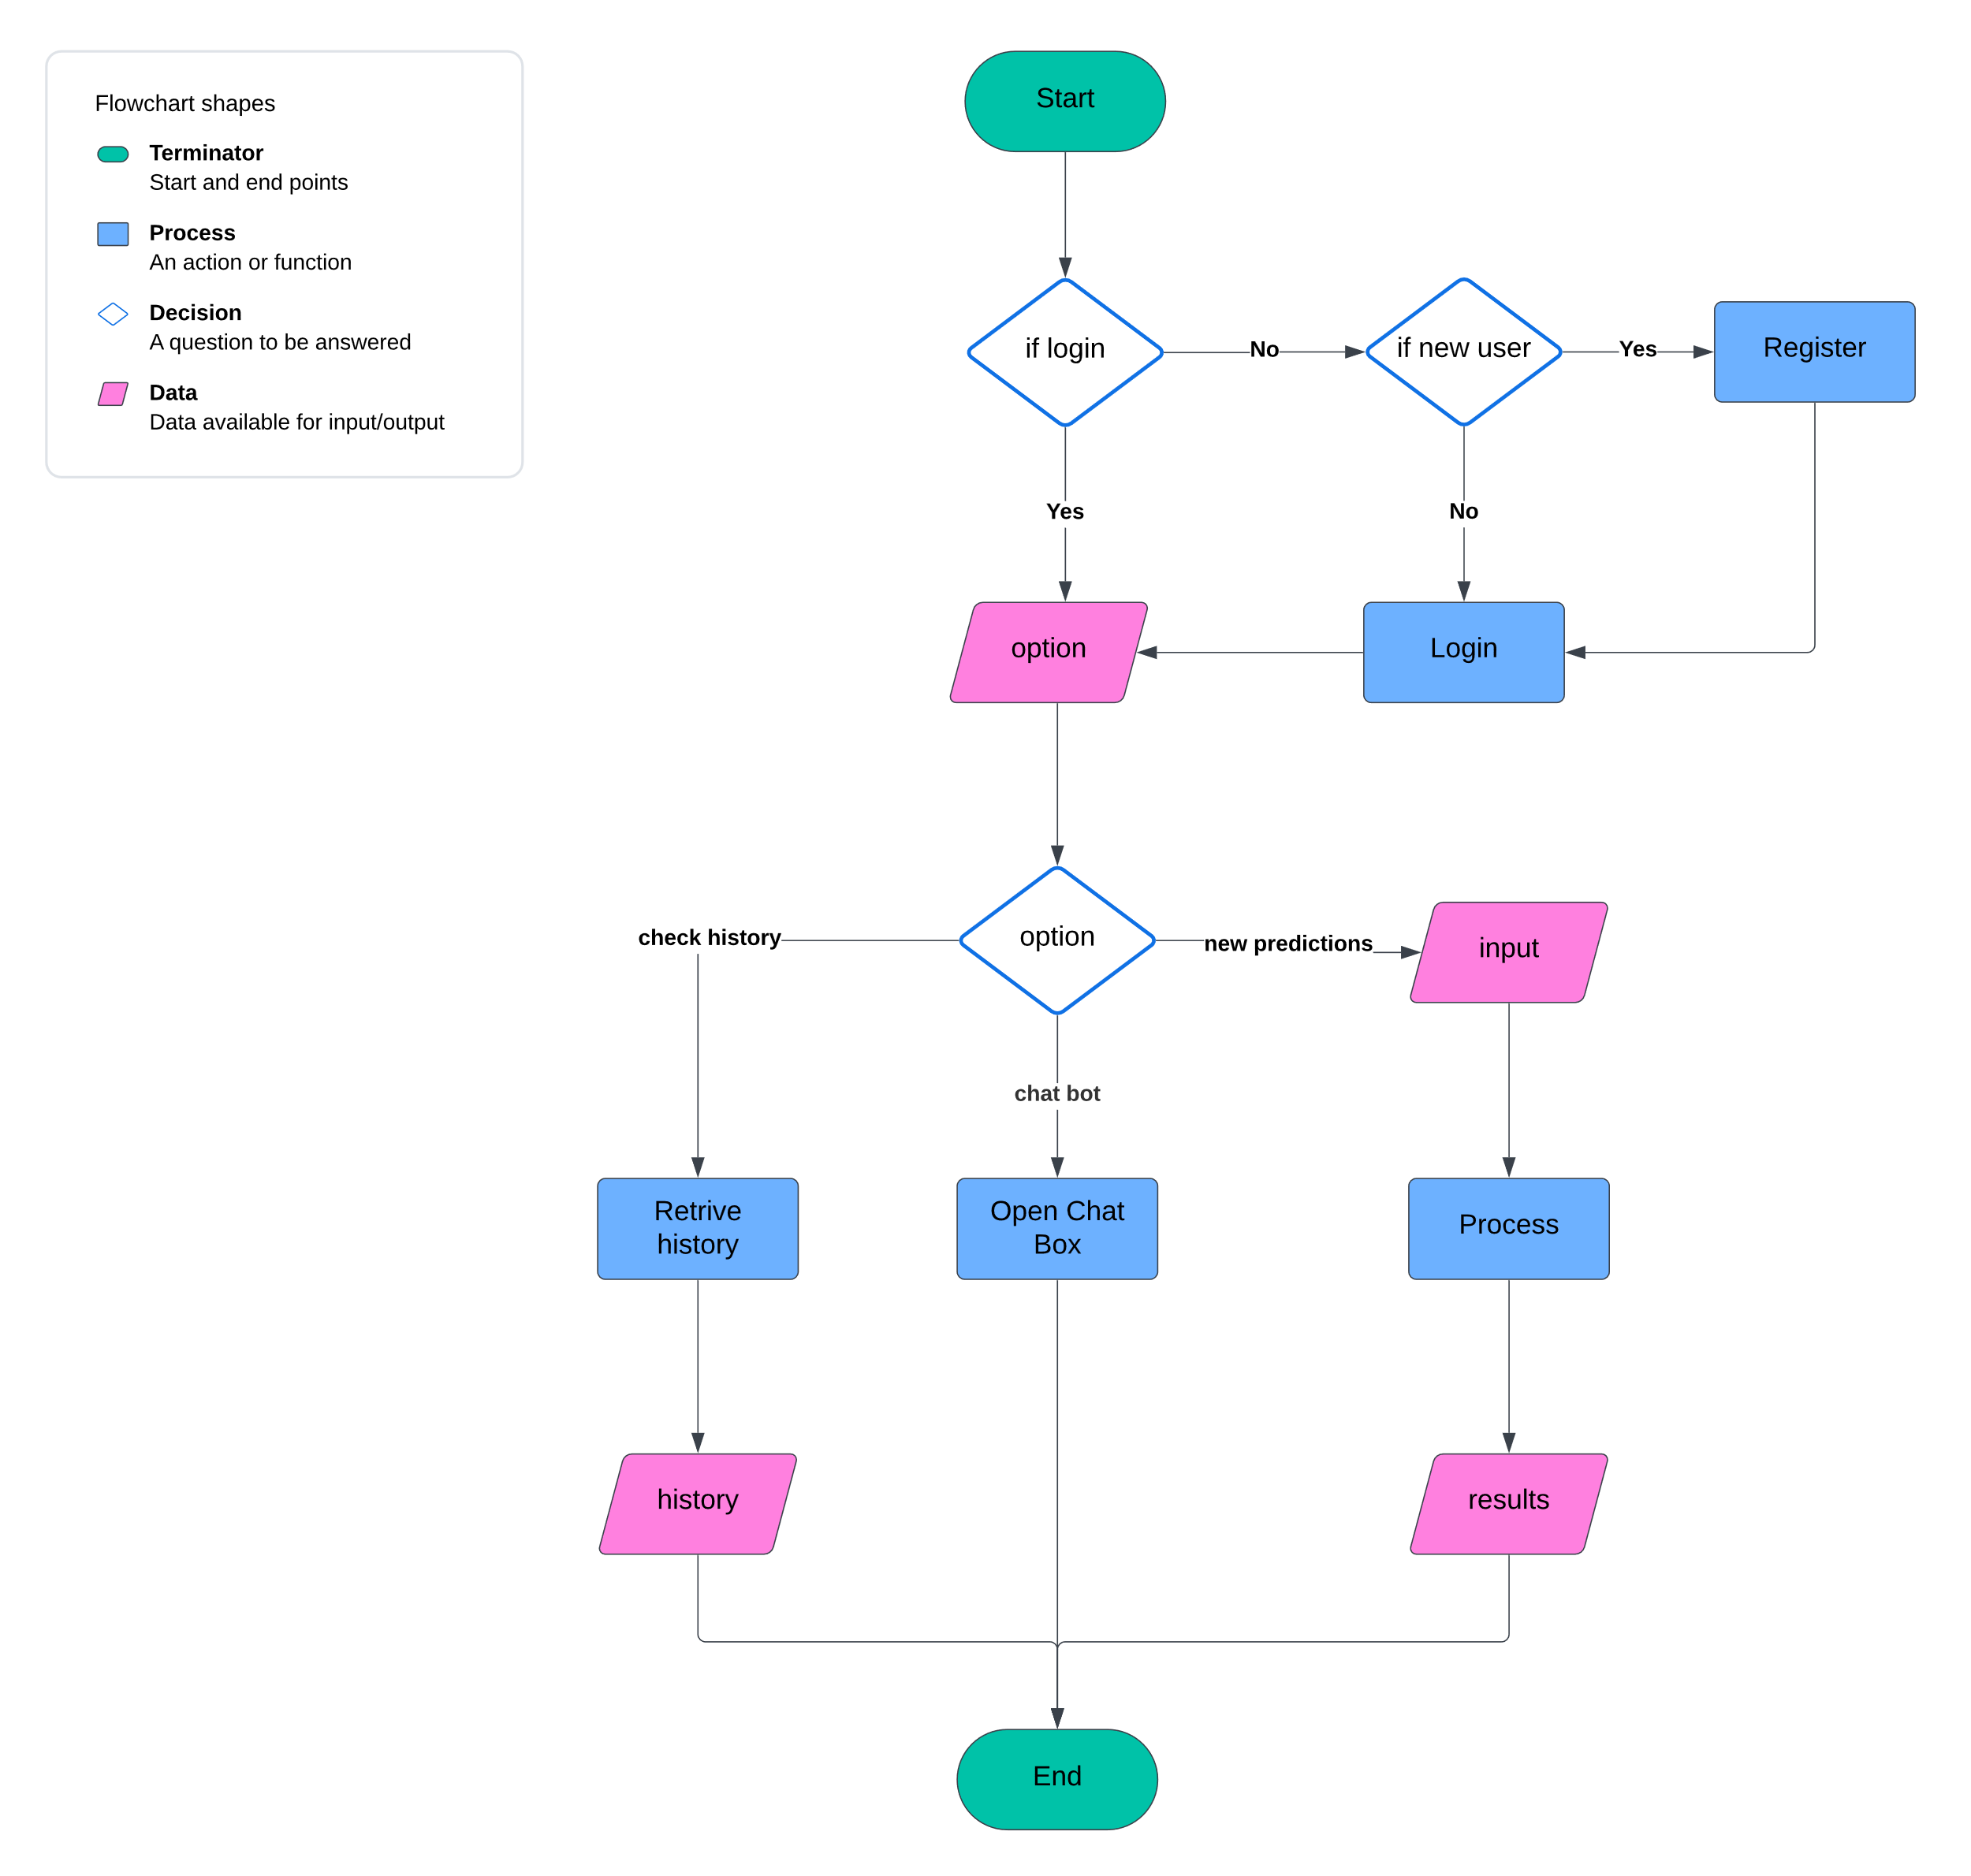 Flowchart shapes
Terminator
Start and end points
Process
An action or function
Decision
A question to be answered
Data
Data available for input/output
Start
if login
No
if new user
Yes
Register
Yes
No
option
Login
check history
option
new predictions
input
chat bot
Retrive
history
Open Chat
Box
Process
history
results
End